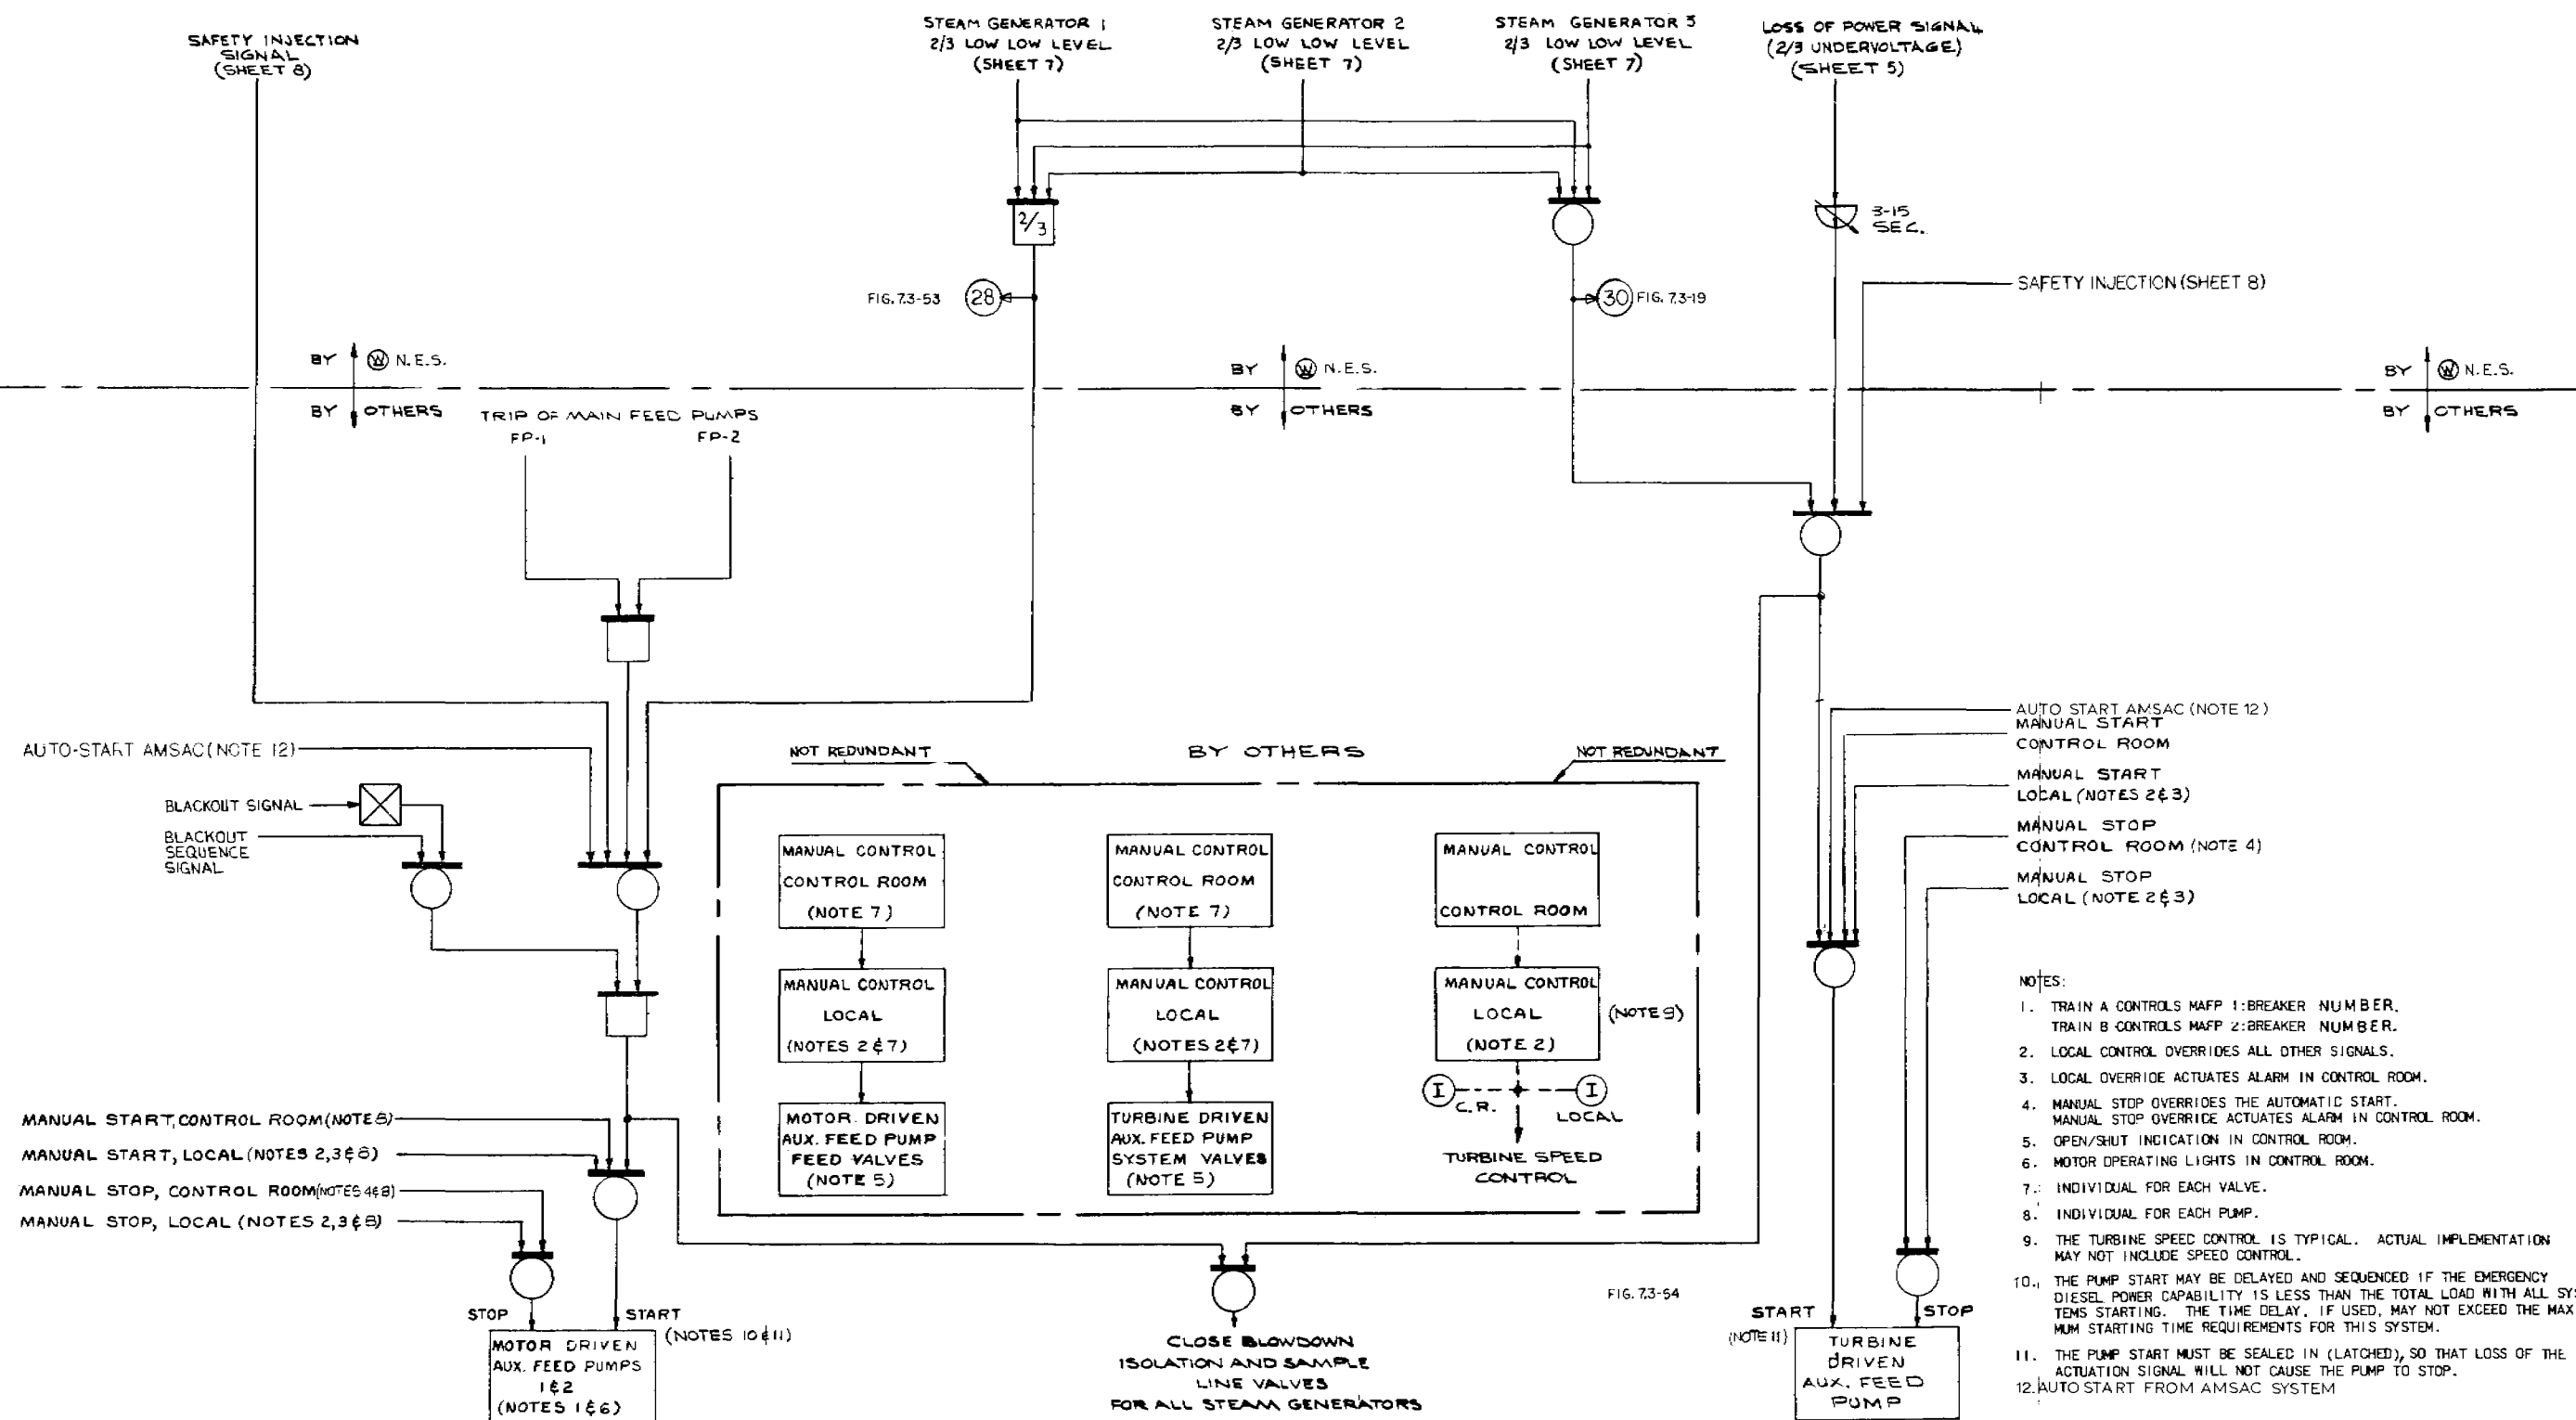 SAFETY INJECTION
SIGNAL
(SHEET 8)
STEAM GENERATOR 1
2/3 LOW LOW LEVEL
(SHEET 7)
STEAM GENERATOR 2
2/3 LOW LOW LEVEL
(SHEET 7)
STEAM GENERATOR 3
2/3 LOW LOW LEVEL
(SHEET 7)
LOSS OF POWER SIGNAL
(2/3 UNDERVOLTAGE)
(SHEET 5)
2/3
3-15
SEC.
FIG. 7.3-53
28
30
FIG. 7.3-19
SAFETY INJECTION (SHEET 8)
BY W N.E.S.
BY OTHERS
BY W N.E.S.
BY OTHERS
BY W N.E.S.
BY OTHERS
TRIP OF MAIN FEED PUMPS
FP-1
FP-2
AUTO-START AMSAC (NOTE 12)
BLACKOUT SIGNAL
BLACKOUT
SEQUENCE
SIGNAL
NOT REDUNDANT
BY OTHERS
NOT REDUNDANT
MANUAL CONTROL
CONTROL ROOM
(NOTE 7)
MANUAL CONTROL
LOCAL
(NOTES 2¢7)
MOTOR DRIVEN
AUX. FEED PUMP
FEED VALVES
(NOTE 5)
MANUAL CONTROL
CONTROL ROOM
(NOTE 7)
MANUAL CONTROL
LOCAL
(NOTES 2¢7)
TURBINE DRIVEN
AUX. FEED PUMP
SYSTEM VALVES
(NOTE 5)
MANUAL CONTROL
CONTROL ROOM
MANUAL CONTROL
LOCAL
(NOTE 2)
(NOTE 9)
I
C.R.
I
LOCAL
TURBINE SPEED
CONTROL
AUTO START AMSAC (NOTE 12)
MANUAL START
CONTROL ROOM
MANUAL START
LOCAL (NOTES 2¢3)
MANUAL STOP
CONTROL ROOM (NOTE 4)
MANUAL STOP
LOCAL (NOTE 2¢3)
MANUAL START, CONTROL ROOM (NOTE 8)
MANUAL START, LOCAL (NOTES 2,3¢8)
MANUAL STOP, CONTROL ROOM (NOTES 4¢8)
MANUAL STOP, LOCAL (NOTES 2,3¢8)
STOP
START
(NOTES 10¢11)
MOTOR DRIVEN
AUX. FEED PUMPS
1¢2
(NOTES 1¢6)
CLOSE BLOWDOWN
ISOLATION AND SAMPLE
LINE VALVES
FOR ALL STEAM GENERATORS
FIG. 7.3-54
START
(NOTE 11)
STOP
TURBINE
DRIVEN
AUX. FEED
PUMP
NOTES:
1. TRAIN A CONTROLS MAFP 1: BREAKER NUMBER.
TRAIN B CONTROLS MAFP 2: BREAKER NUMBER.
2. LOCAL CONTROL OVERRIDES ALL OTHER SIGNALS.
3. LOCAL OVERRIDE ACTUATES ALARM IN CONTROL ROOM.
4. MANUAL STOP OVERRIDES THE AUTOMATIC START.
MANUAL STOP OVERRIDE ACTUATES ALARM IN CONTROL ROOM.
5. OPEN/SHUT INDICATION IN CONTROL ROOM.
6. MOTOR OPERATING LIGHTS IN CONTROL ROOM.
7. INDIVIDUAL FOR EACH VALVE.
8. INDIVIDUAL FOR EACH PUMP.
9. THE TURBINE SPEED CONTROL IS TYPICAL. ACTUAL IMPLEMENTATION
MAY NOT INCLUDE SPEED CONTROL.
10. THE PUMP START MAY BE DELAYED AND SEQUENCED IF THE EMERGENCY
DIESEL POWER CAPABILITY IS LESS THAN THE TOTAL LOAD WITH ALL SYS
TEMS STARTING. THE TIME DELAY, IF USED, MAY NOT EXCEED THE MAX
MUM STARTING TIME REQUIREMENTS FOR THIS SYSTEM.
11. THE PUMP START MUST BE SEALED IN (LATCHED), SO THAT LOSS OF THE
ACTUATION SIGNAL WILL NOT CAUSE THE PUMP TO STOP.
12. AUTO START FROM AMSAC SYSTEM